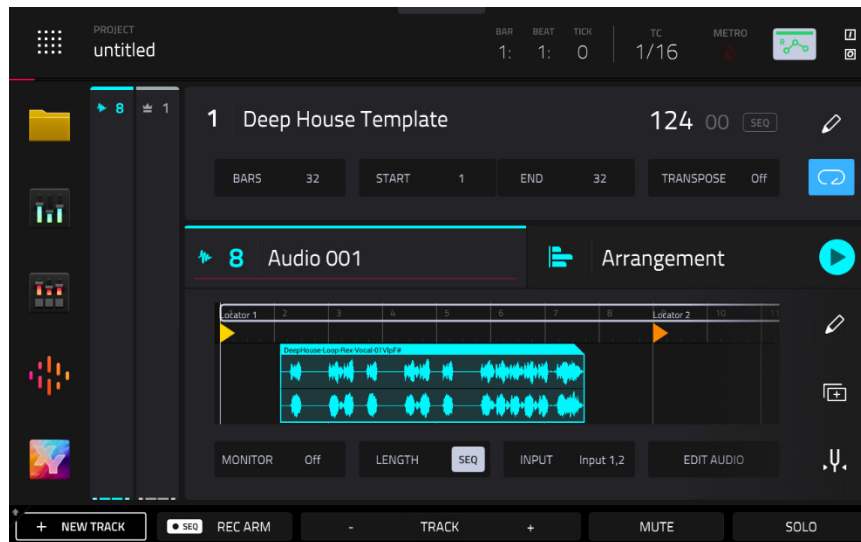 PROJECT
untitled
BAR BEAT TICK
1: 1: 0
TC
1/16
METRO
8 1
1 Deep House Template 124 00 SEQ
BARS 32 START 1 END 32 TRANSPOSE Off
8 Audio 001 Arrangement
Locator 1 2 3 4 5 6 7 8 Locator 2 10 11
DeepHouse-Loop-Rex-Vocal-01VlpF#
MONITOR Off LENGTH SEQ INPUT Input 1,2 EDIT AUDIO
+ NEW TRACK SEQ REC ARM - TRACK + MUTE SOLO